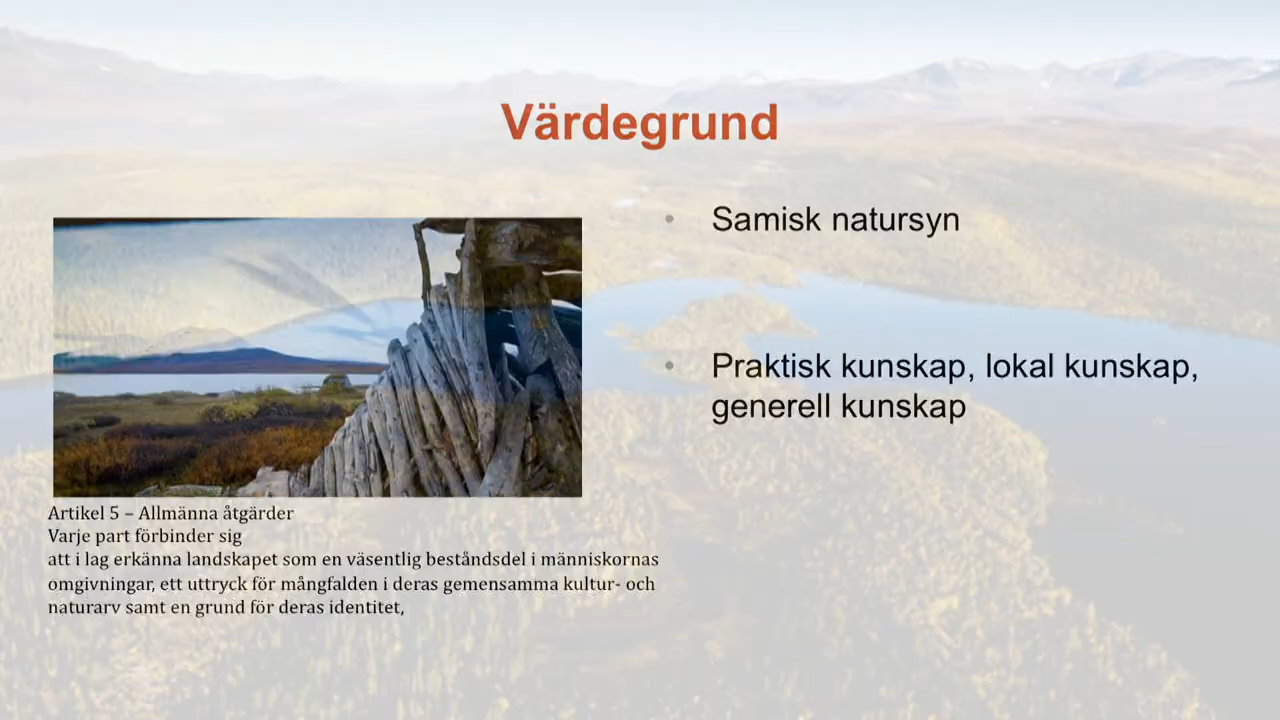 Värdegrund
• Samisk natursyn
• Praktisk kunskap, lokal kunskap,
generell kunskap
Artikel 5 – Allmänna åtgärder
Varje part förbinder sig
att i lag erkänna landskapet som en väsentlig beståndsdel i människornas
omgivningar, ett uttryck för mångfalden i deras gemensamma kultur- och
naturarv samt en grund för deras identitet,